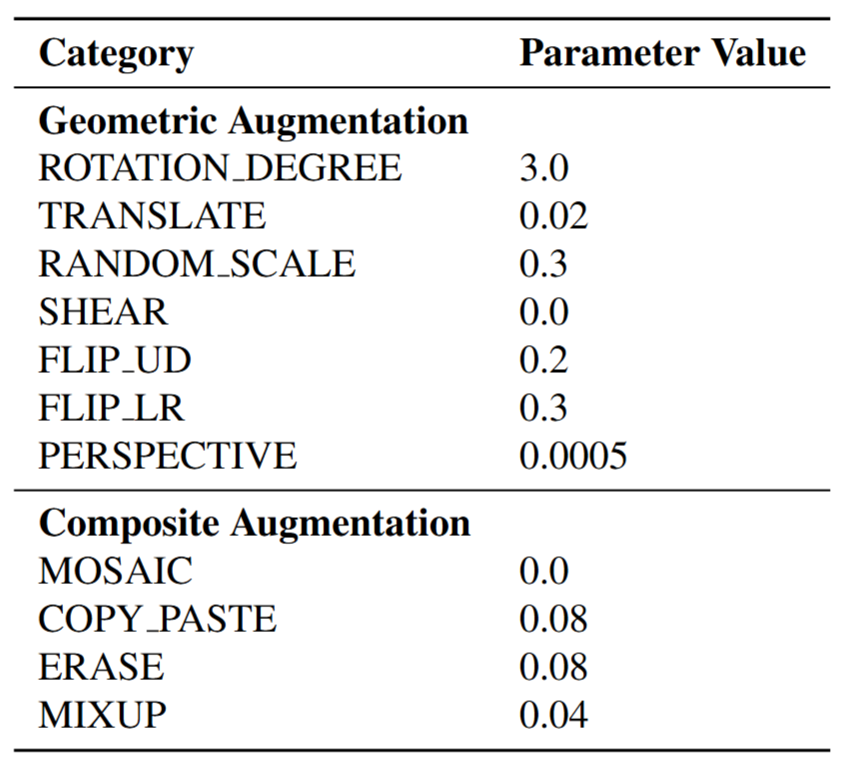 Category Parameter Value
Geometric Augmentation
ROTATION_DEGREE 3.0
TRANSLATE 0.02
RANDOM_SCALE 0.3
SHEAR 0.0
FLIP_UD 0.2
FLIP_LR 0.3
PERSPECTIVE 0.0005
Composite Augmentation
MOSAIC 0.0
COPY_PASTE 0.08
ERASE 0.08
MIXUP 0.04